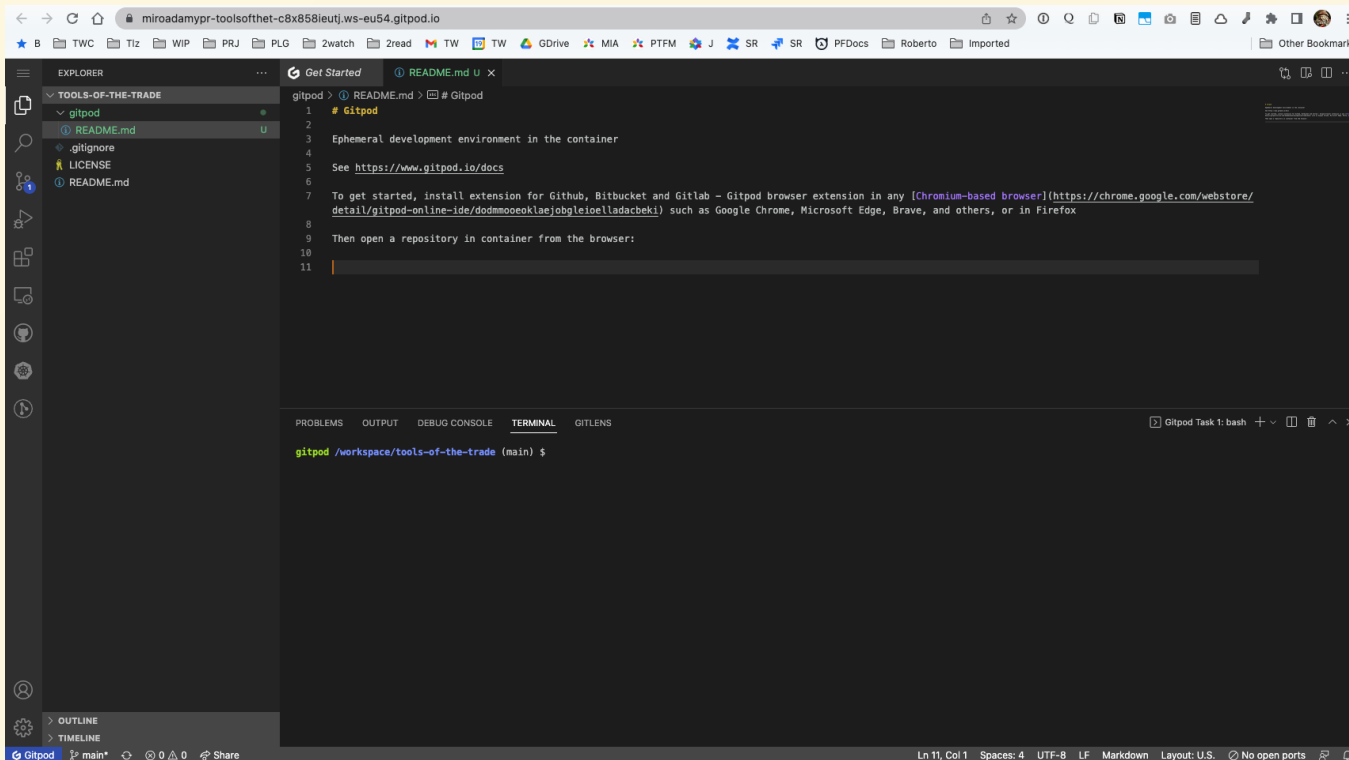 miroadamypr-toolsofthet-c8x858ieutj.ws-eu54.gitpod.io
B TWC TIz WIP PRJ PLG 2watch 2read TW TW GDrive MIA PTFM J SR SR PFDocs Roberto Imported Other Bookmark
EXPLORER
TOOLS-OF-THE-TRADE
gitpod
README.md U
.gitignore
LICENSE
README.md
1
OUTLINE
TIMELINE
Get Started README.md U
gitpod > README.md > # Gitpod
1 # Gitpod
2
3 Ephemeral development environment in the container
4
5 See https://www.gitpod.io/docs
6
7 To get started, install extension for Github, Bitbucket and Gitlab – Gitpod browser extension in any [Chromium-based browser](https://chrome.google.com/webstore/
detail/gitpod-online-ide/dodmmooeoklaejobgleioelladacbeki) such as Google Chrome, Microsoft Edge, Brave, and others, or in Firefox
8
9 Then open a repository in container from the browser:
10
11
PROBLEMS OUTPUT DEBUG CONSOLE TERMINAL GITLENS Gitpod Task 1: bash
gitpod /workspace/tools-of-the-trade (main) $
Gitpod main* 0 0 Share Ln 11, Col 1 Spaces: 4 UTF-8 LF Markdown Layout: U.S. No open ports